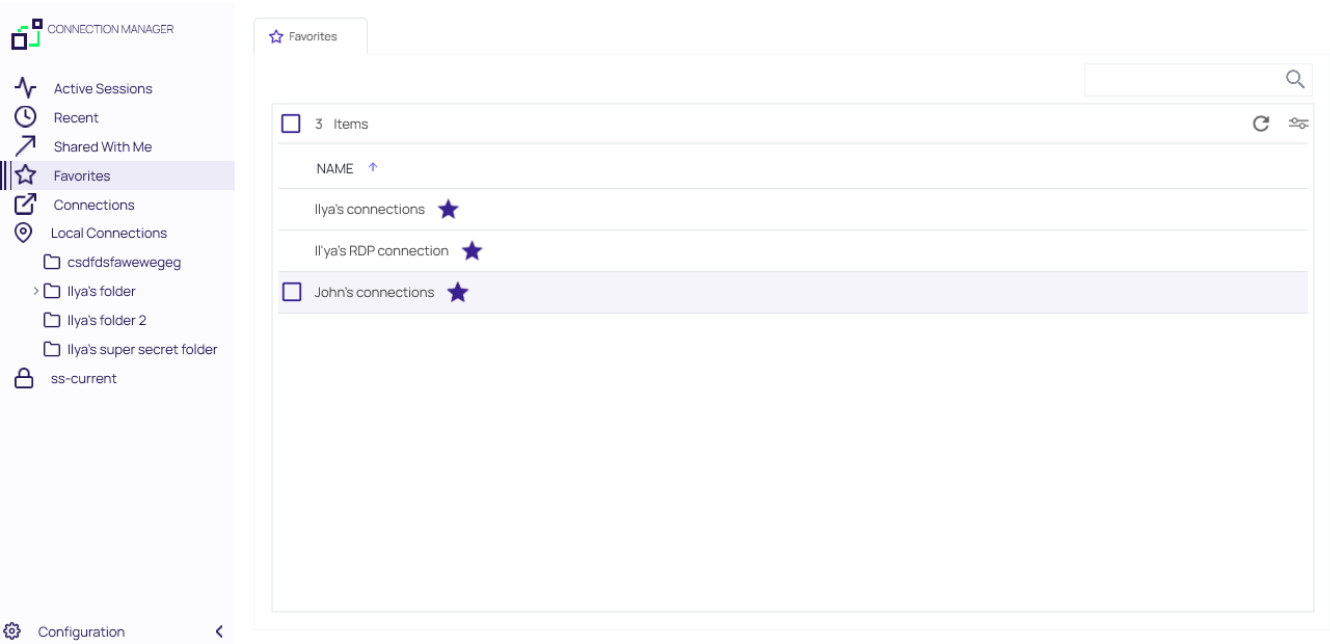 CONNECTION MANAGER
Active Sessions
Recent
Shared With Me
Favorites
Connections
Local Connections
csdfdsfawewegeg
Ilya's folder
Ilya's folder 2
Ilya's super secret folder
ss-current
Configuration
Favorites
3 Items
NAME
Ilya's connections
Il'ya's RDP connection
John's connections